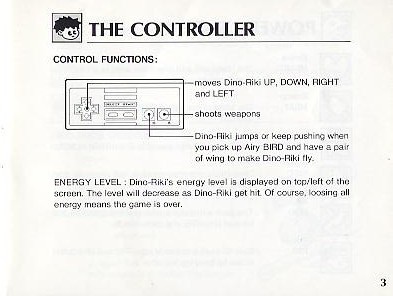 THE CONTROLLER
CONTROL FUNCTIONS:
moves Dino-Riki UP, DOWN, RIGHT
and LEFT
SELECT START
shoots weapons
B A
Dino-Riki jumps or keep pushing when
you pick up Airy BIRD and have a pair
of wing to make Dino-Riki fly.
ENERGY LEVEL : Dino-Riki's energy level is displayed on top/left of the
screen. The level will decrease as Dino-Riki get hit. Of course, loosing all
energy means the game is over.
3